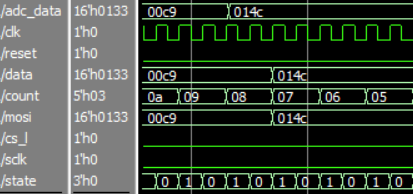 /adc_data 16'h0133 00c9 014c
/clk 1'h0
/reset 1'h0
/data 16'h0133 00c9 014c
/count 5'h03 0a 09 08 07 06 05
/mosi 16'h0133 00c9 014c
/cs_l 1'h0
/sclk 1'h0
/state 3'h0 0 1 0 1 0 1 0 1 0 1 0